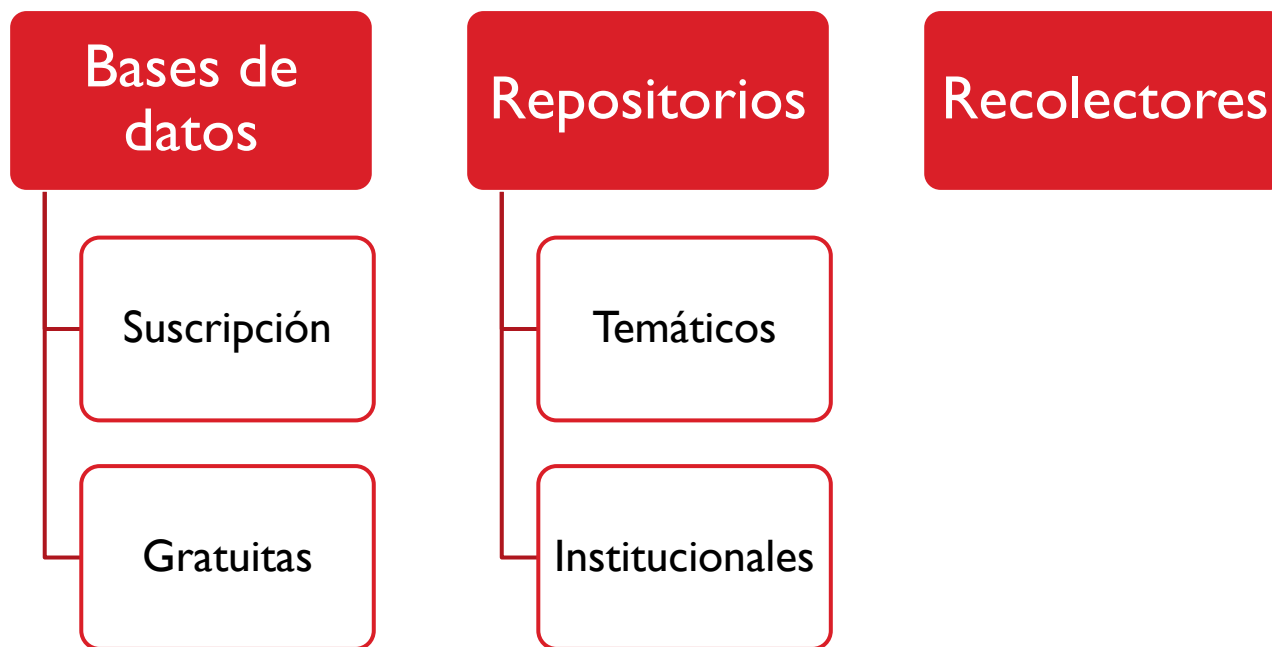 Bases de
datos
Suscripción
Gratuitas
Repositorios
Temáticos
Institucionales
Recolectores